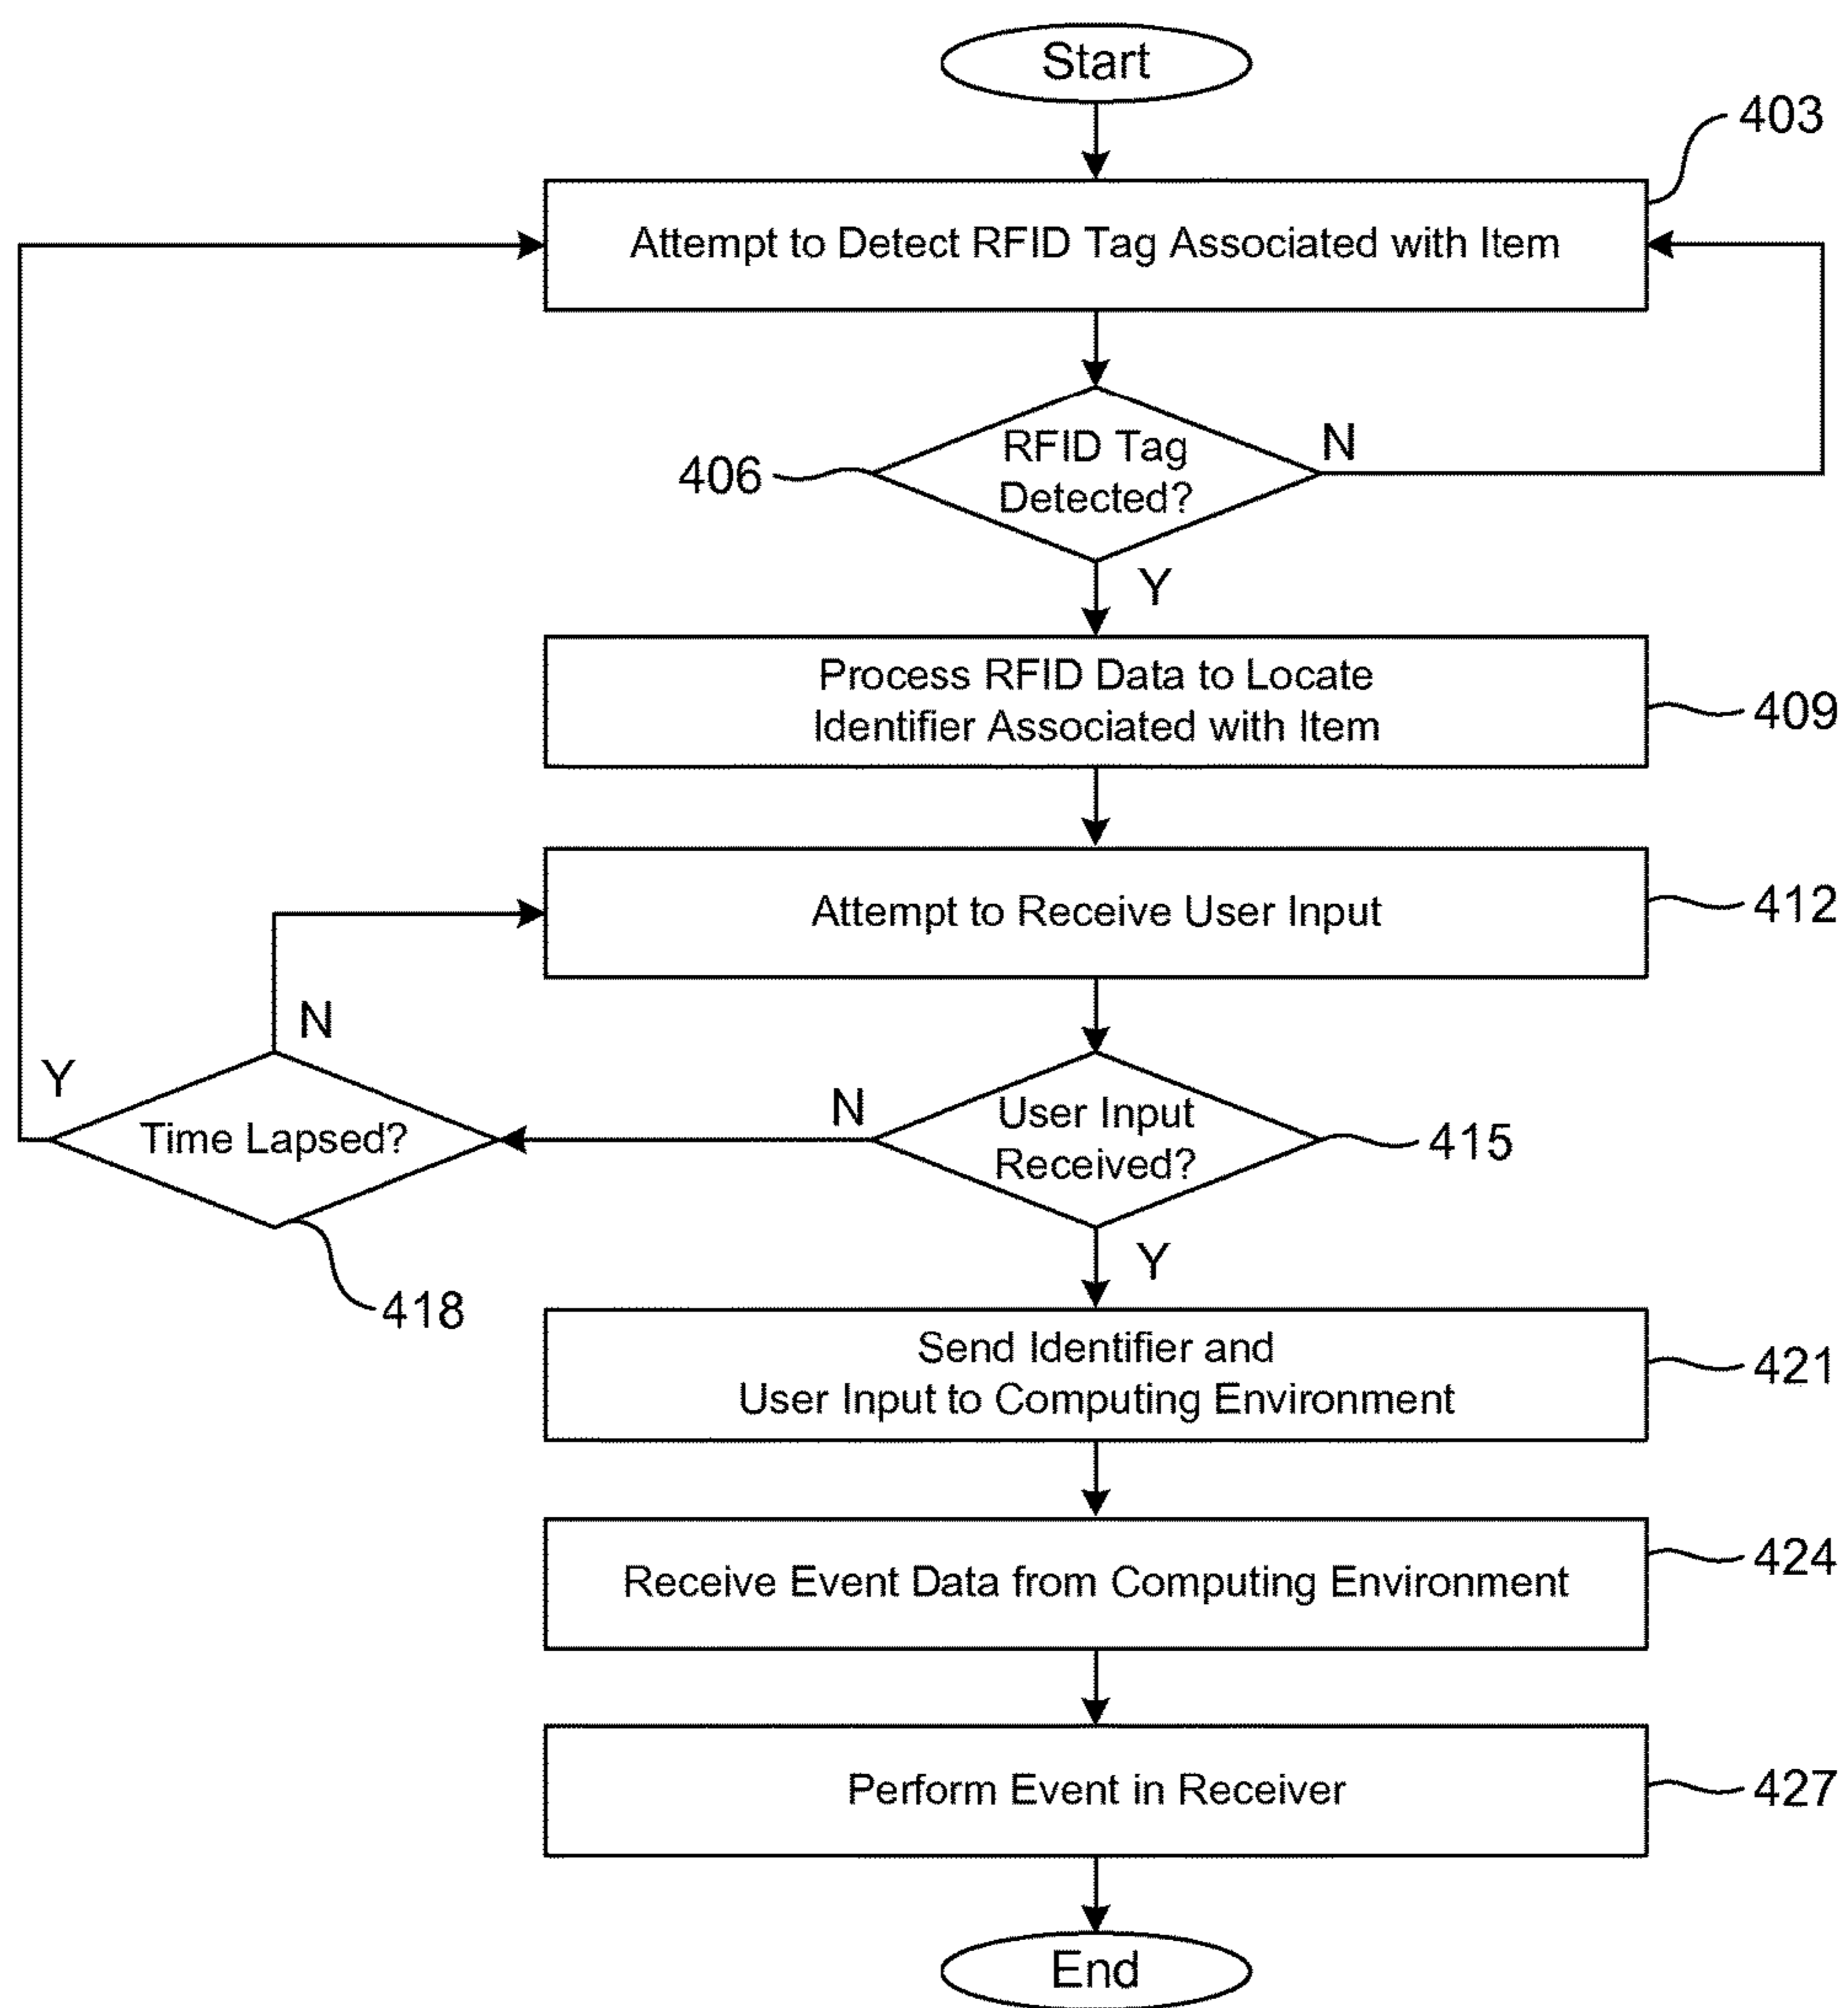 Start
403
Attempt to Detect RFID Tag Associated with Item
RFID Tag
Detected?
N
406
Y
Process RFID Data to Locate
Identifier Associated with Item
409
Attempt to Receive User Input
412
N
Y
Time Lapsed?
N
User Input
Received?
415
418
Y
Send Identifier and
User Input to Computing Environment
421
Receive Event Data from Computing Environment
424
Perform Event in Receiver
427
End